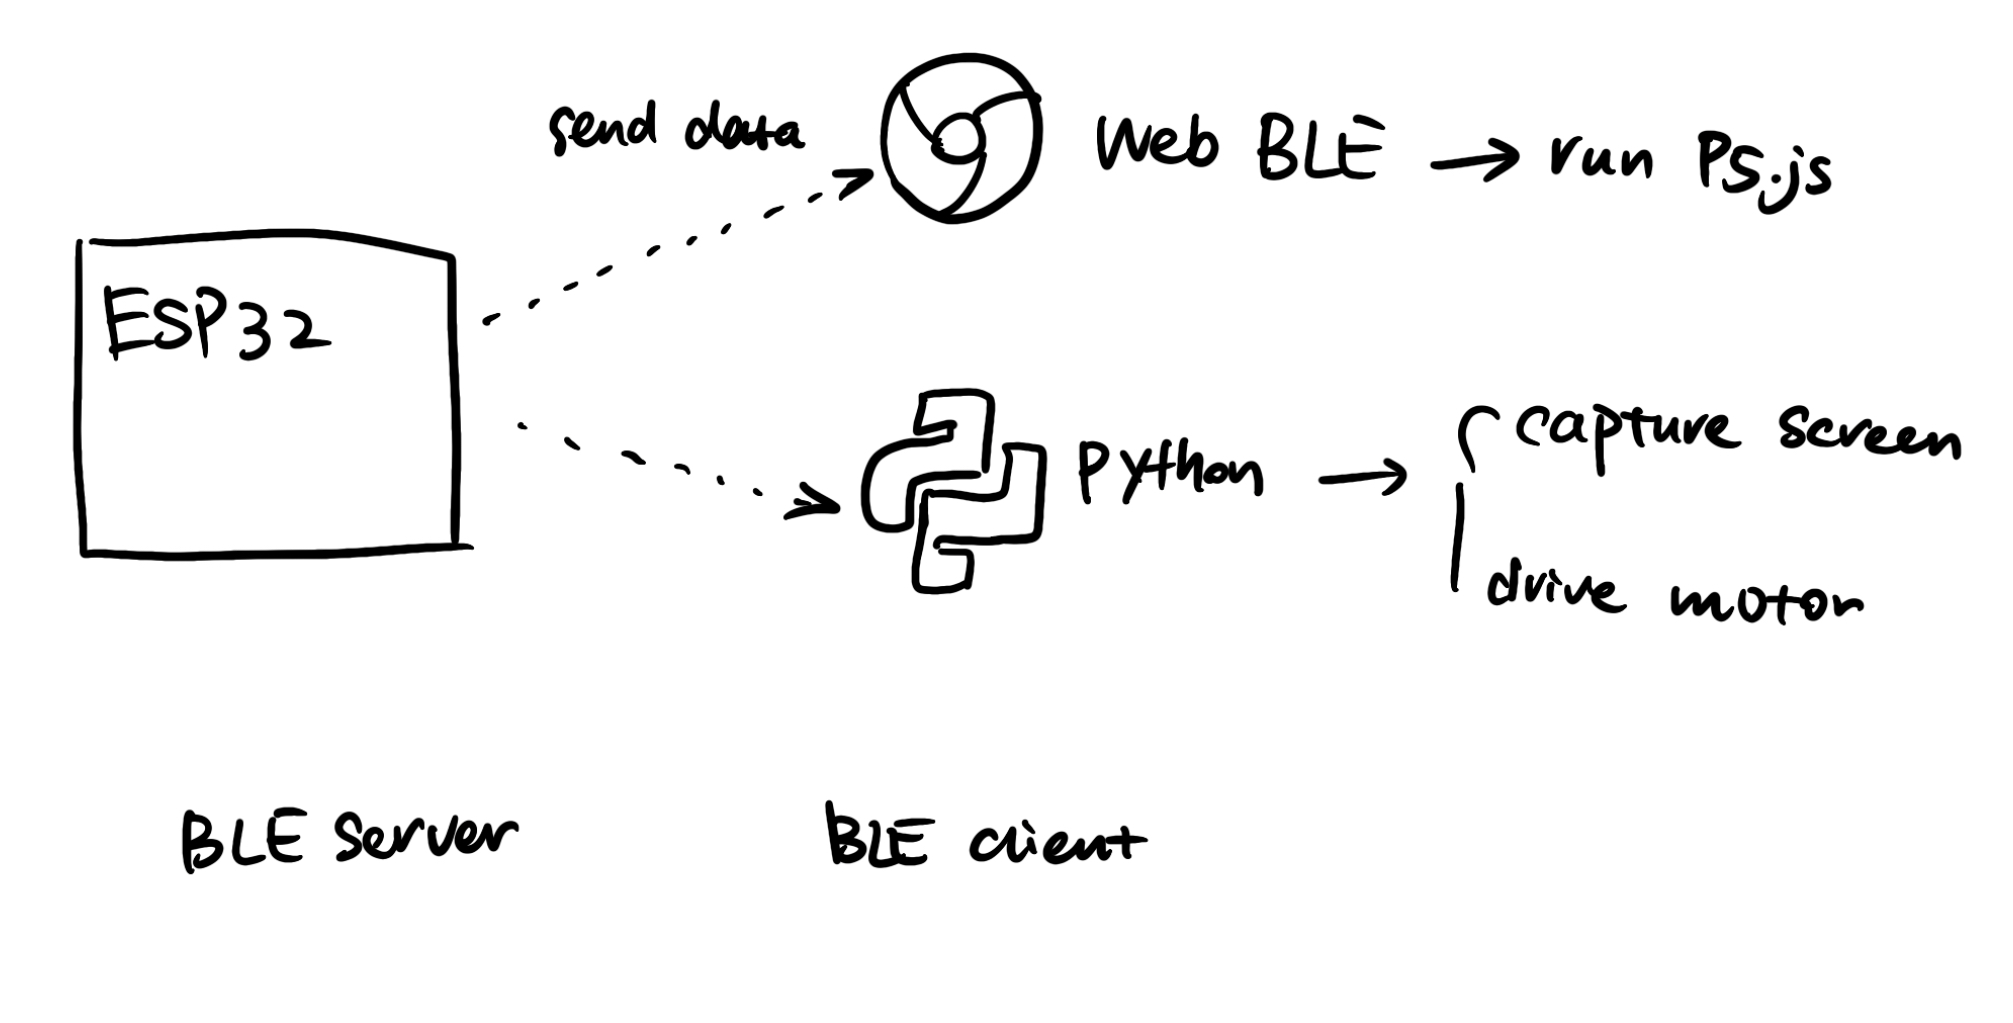 send data
Web BLE → run P5.js
ESP32
Python → capture screen
drive motor
BLE server
BLE client